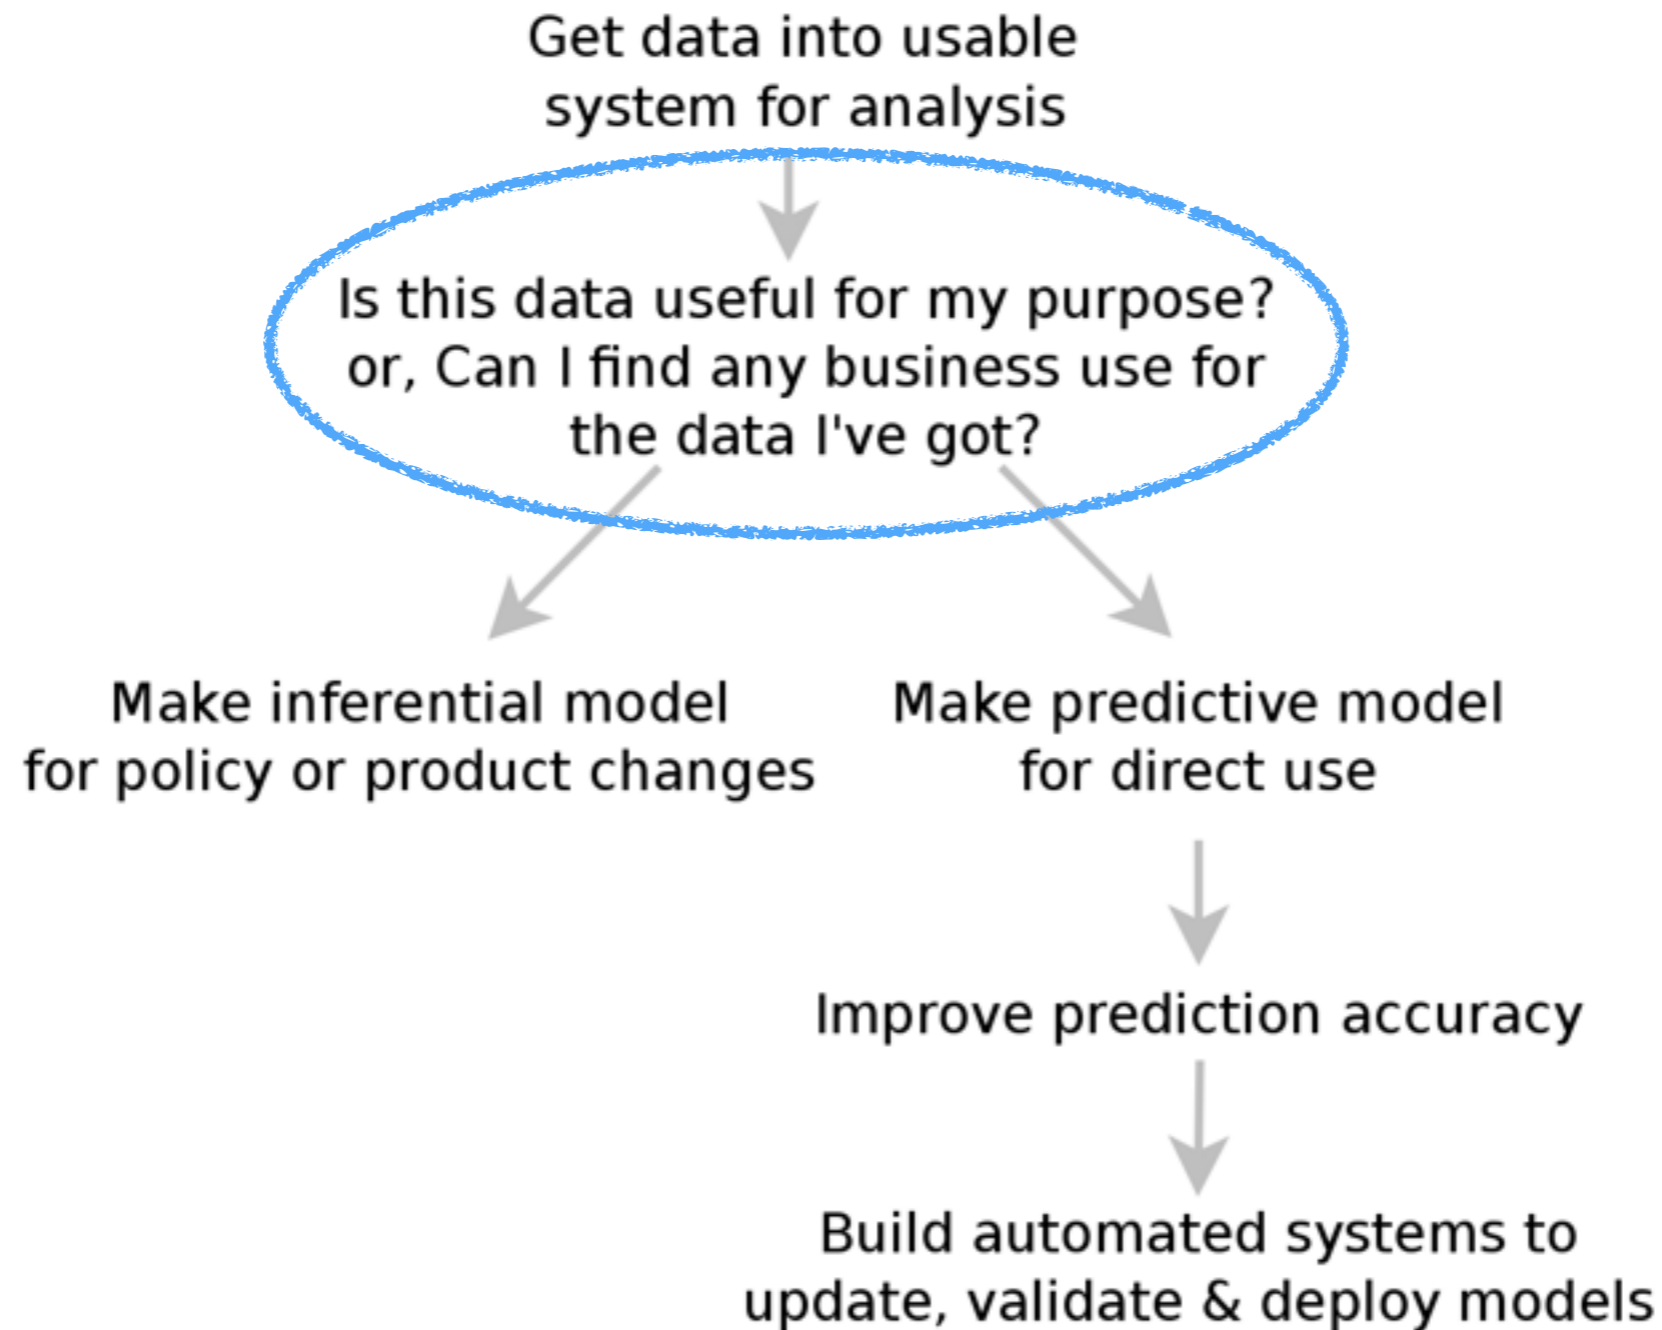 Get data into usable
system for analysis
Is this data useful for my purpose?
or, Can I find any business use for
the data I've got?
Make inferential model
for policy or product changes
Make predictive model
for direct use
Improve prediction accuracy
Build automated systems to
update, validate & deploy models